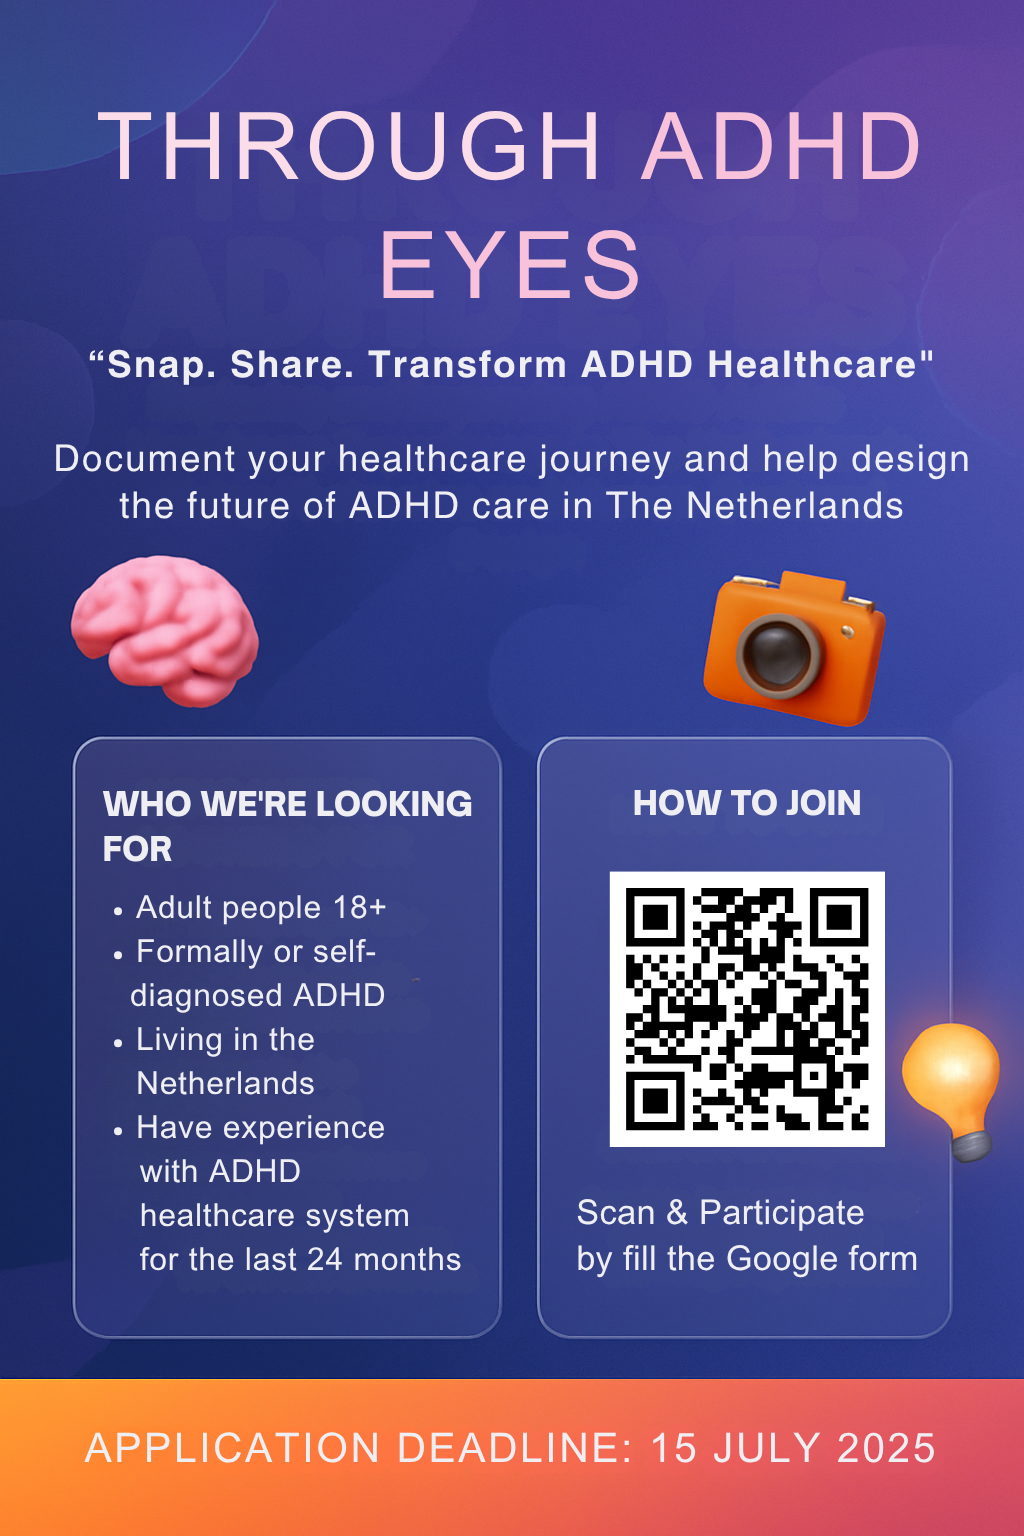 THROUGH ADHD
EYES
“Snap. Share. Transform ADHD Healthcare"
Document your healthcare journey and help design
the future of ADHD care in The Netherlands
WHO WE'RE LOOKING
FOR
• Adult people 18+
• Formally or self-
diagnosed ADHD
• Living in the
Netherlands
• Have experience
with ADHD
healthcare system
for the last 24 months
HOW TO JOIN
Scan & Participate
by fill the Google form
APPLICATION DEADLINE: 15 JULY 2025